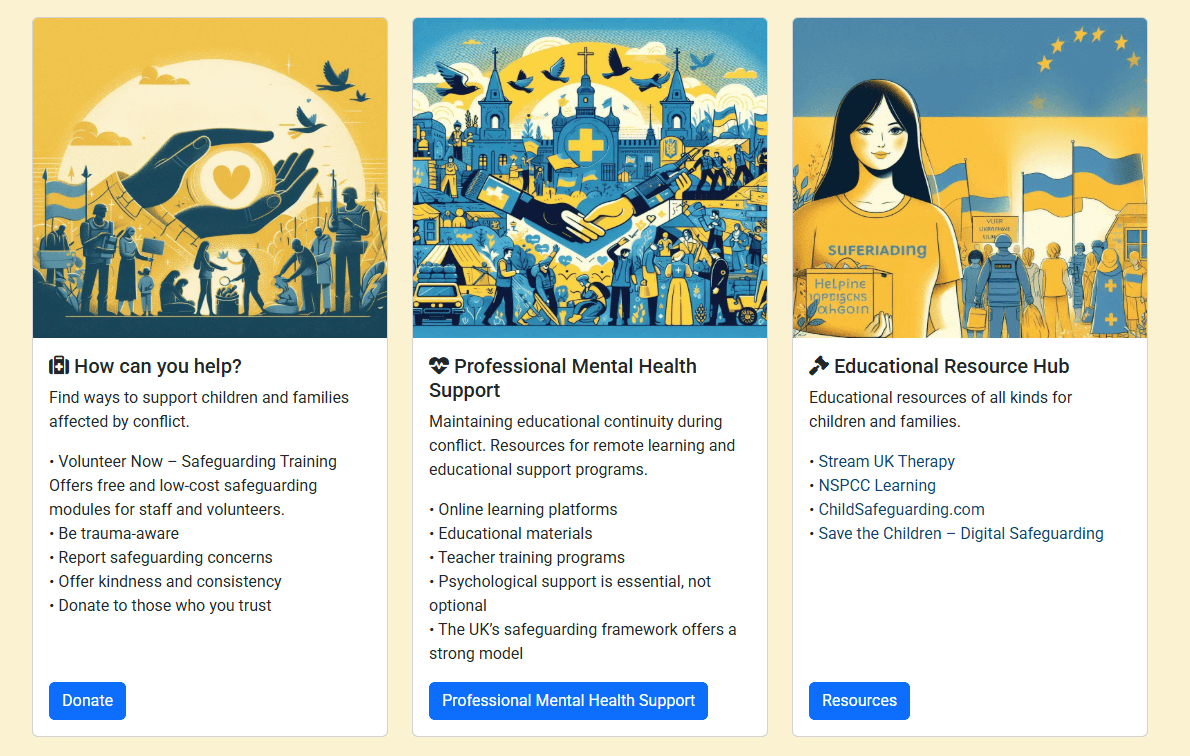 SUFERIADING
Helpine
How can you help?
Find ways to support children and families
affected by conflict.
• Volunteer Now – Safeguarding Training
Offers free and low-cost safeguarding
modules for staff and volunteers.
• Be trauma-aware
• Report safeguarding concerns
• Offer kindness and consistency
• Donate to those who you trust
Donate
Professional Mental Health
Support
Maintaining educational continuity during
conflict. Resources for remote learning and
educational support programs.
• Online learning platforms
• Educational materials
• Teacher training programs
• Psychological support is essential, not
optional
• The UK’s safeguarding framework offers a
strong model
Professional Mental Health Support
Educational Resource Hub
Educational resources of all kinds for
children and families.
• Stream UK Therapy
• NSPCC Learning
• ChildSafeguarding.com
• Save the Children – Digital Safeguarding
Resources